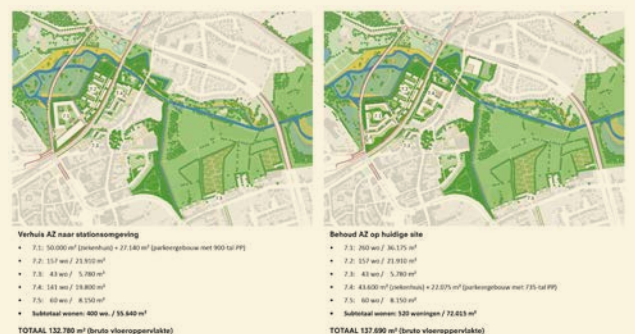 Verhuis AZ naar stationsomgeving
• 7.1: 50.000 m² (ziekenhuis) + 27.140 m² (parkeergebouw met 900-tal PP)
• 7.2: 157 wo / 21.910 m²
• 7.3: 43 wo / 5.780 m²
• 7.4: 141 wo / 19.800 m²
• 7.5: 60 wo / 8.150 m²
• Subtotaal wonen: 400 wo. / 55.640 m²
TOTAAL 132.780 m² (bruto vloeroppervlakte)
Behoud AZ op huidige site
• 7.1: 260 wo / 36.175 m²
• 7.2: 157 wo / 21.910 m²
• 7.3: 43 wo / 5.780 m²
• 7.4: 43.600 m² (ziekenhuis) + 22.075 m² (parkeergebouw met 735-tal PP)
• 7.5: 60 wo / 8.150 m²
• Subtotaal wonen: 520 woningen / 72.015 m²
TOTAAL 137.690 m² (bruto vloeroppervlakte)